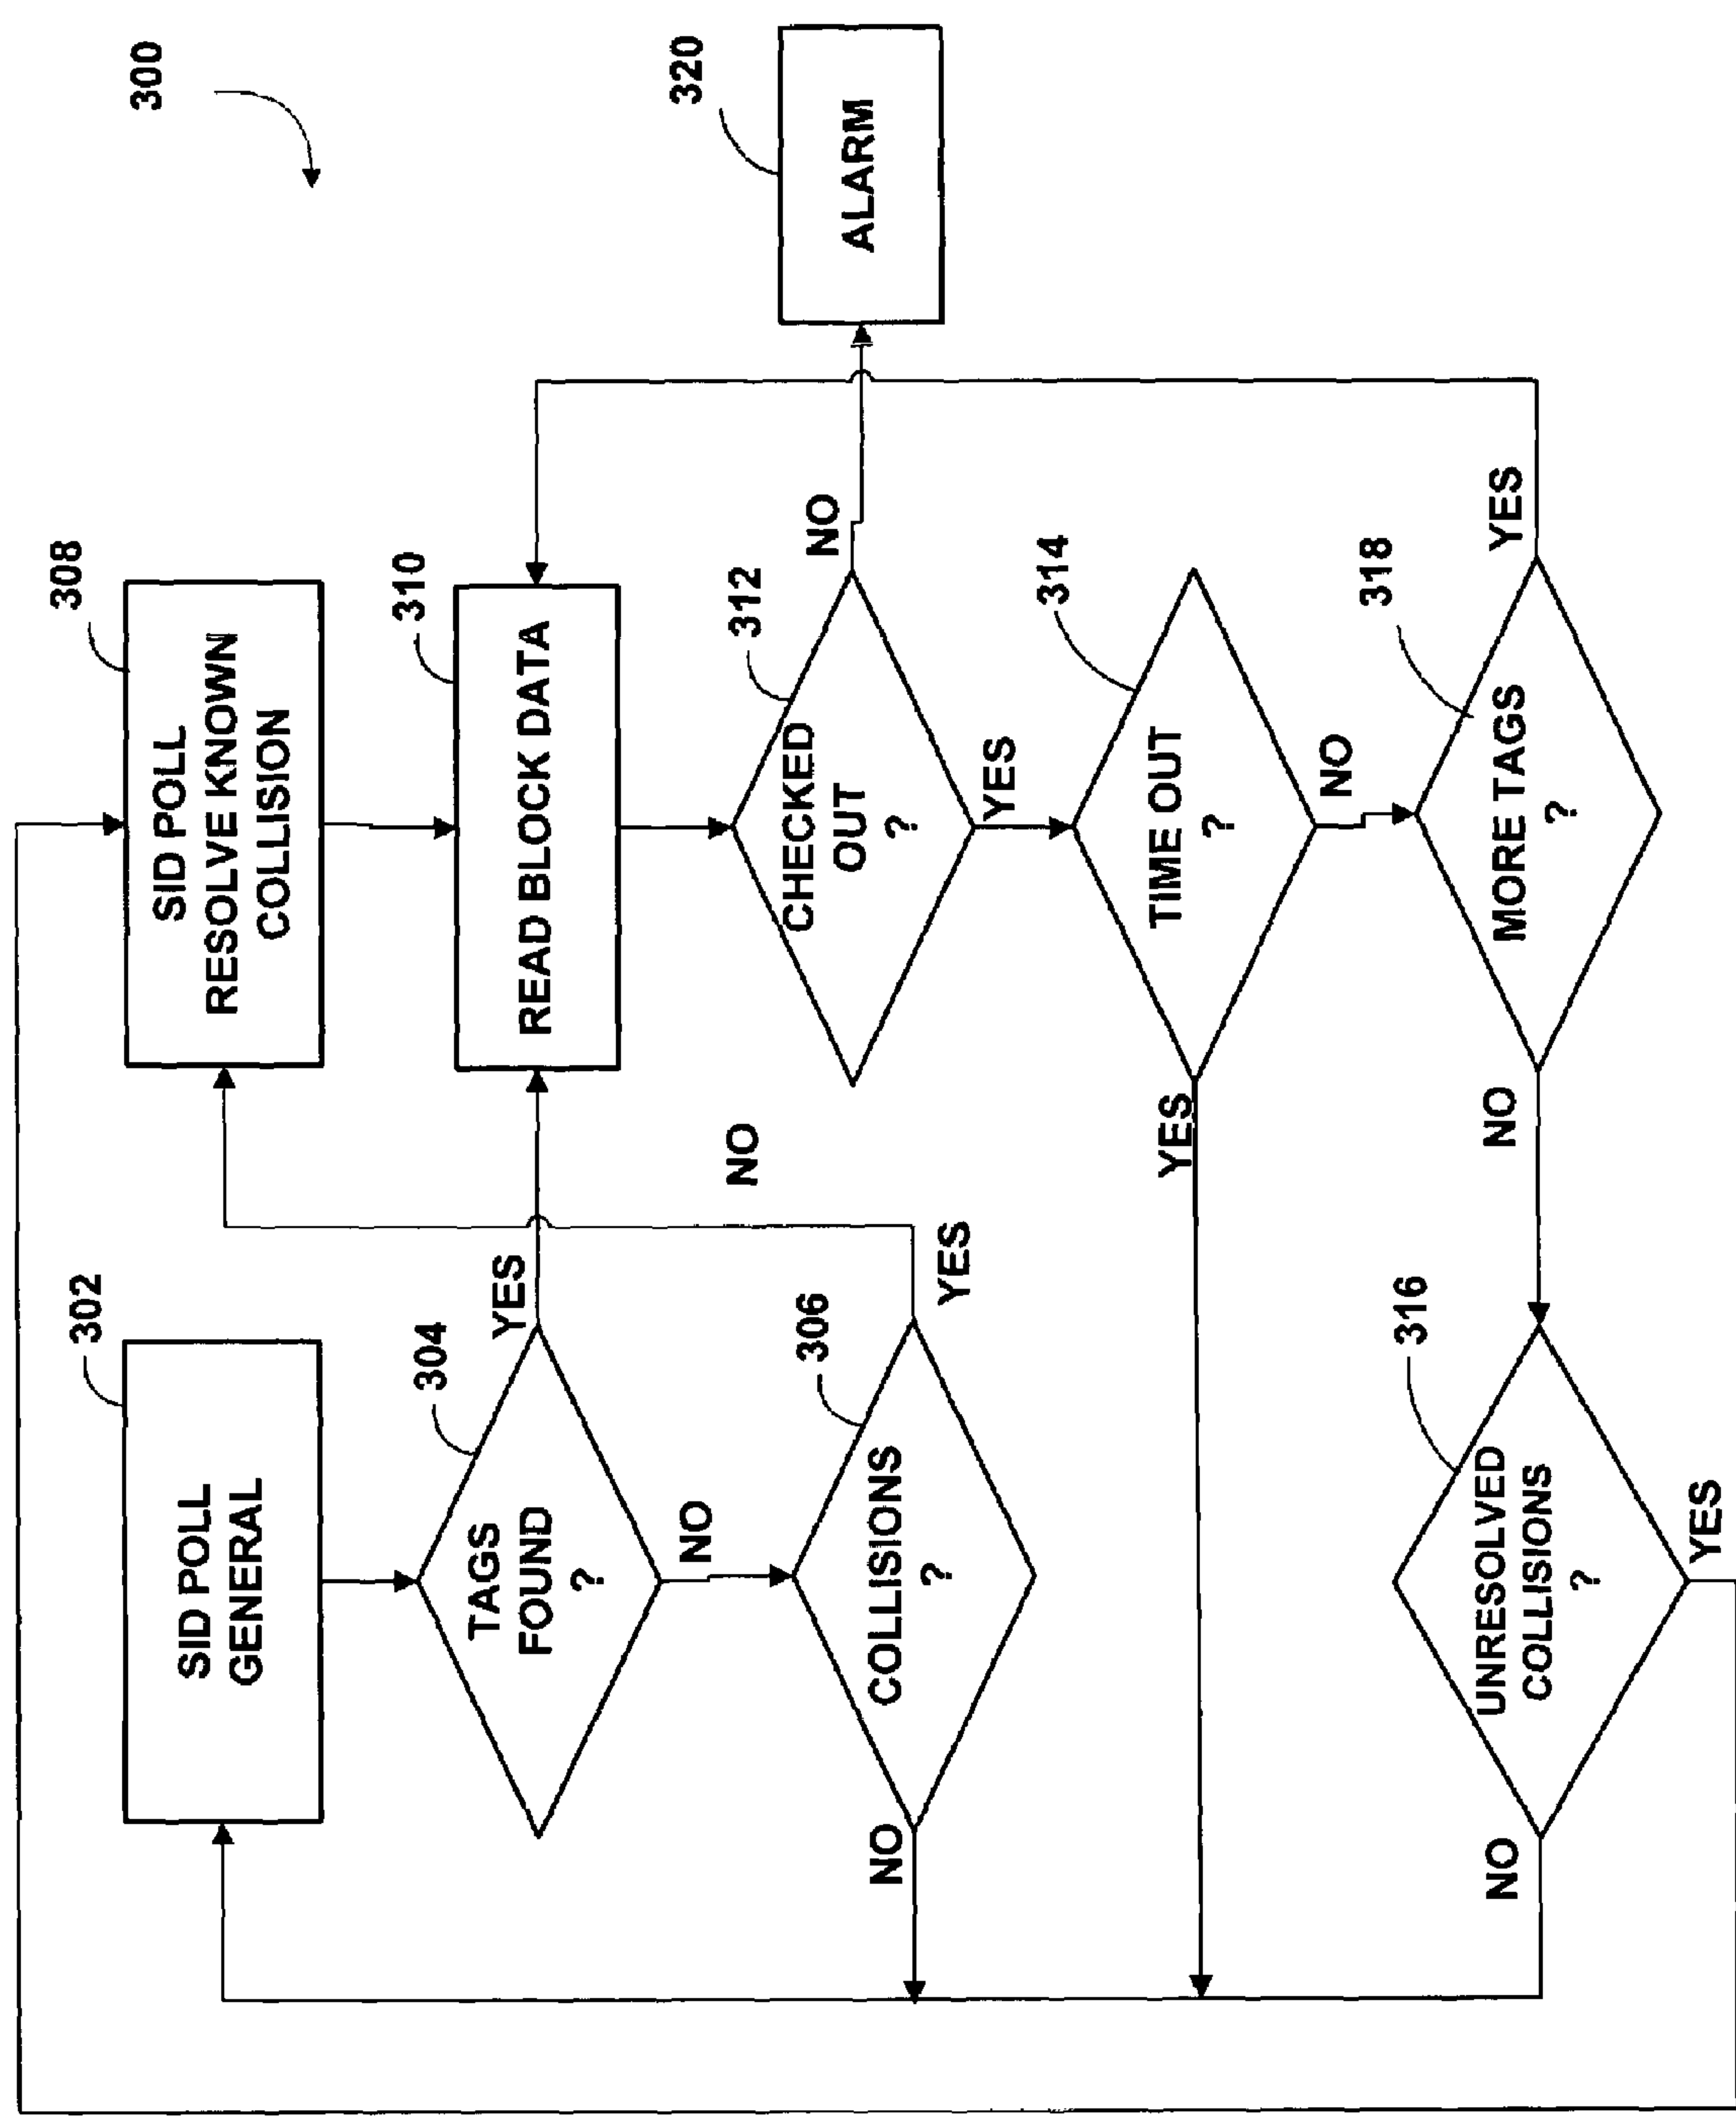 300
302
SID POLL
GENERAL
304
TAGS
FOUND
?
YES
NO
306
COLLISIONS
?
YES
NO
NO
308
SID POLL
RESOLVE KNOWN
COLLISION
310
READ BLOCK DATA
312
CHECKED
OUT
?
NO
YES
320
ALARM
314
TIME OUT
?
YES
NO
318
MORE TAGS
?
YES
NO
316
UNRESOLVED
COLLISIONS
?
NO
YES